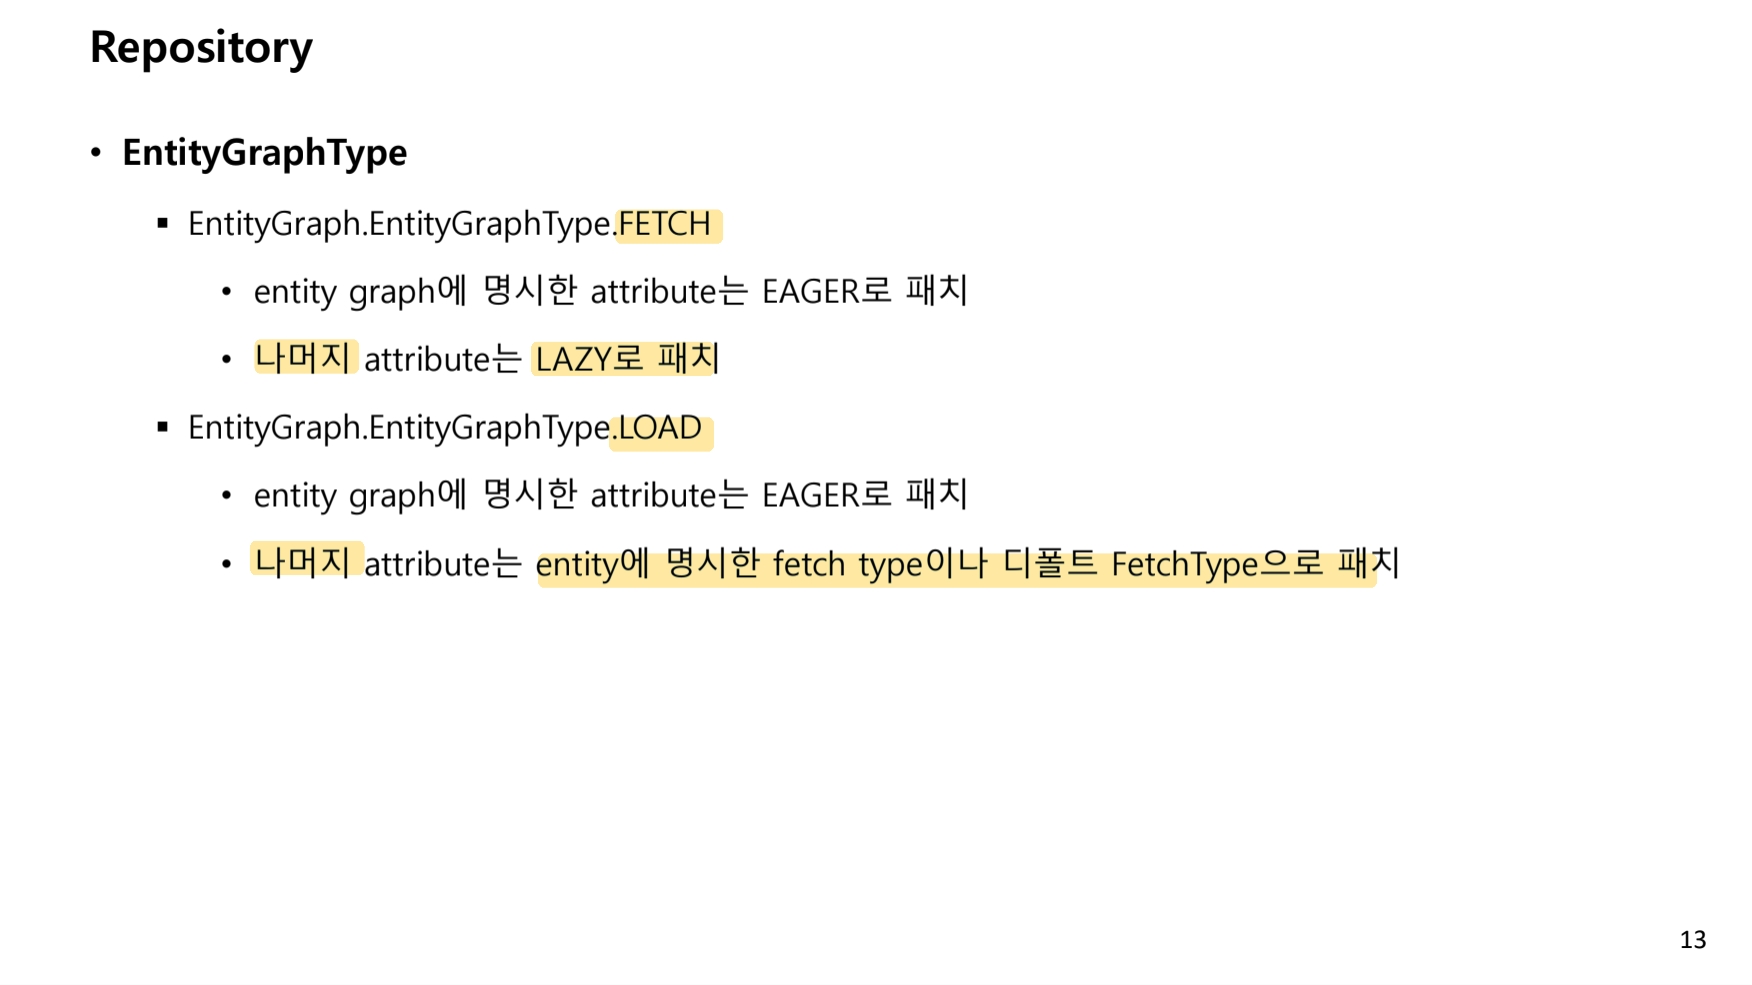 Repository
• EntityGraphType
▪ EntityGraph.EntityGraphType.FETCH
• entity graph에 명시한 attribute는 EAGER로 패치
• 나머지 attribute는 LAZY로 패치
▪ EntityGraph.EntityGraphType.LOAD
• entity graph에 명시한 attribute는 EAGER로 패치
• 나머지 attribute는 entity에 명시한 fetch type이나 디폴트 FetchType으로 패치
13